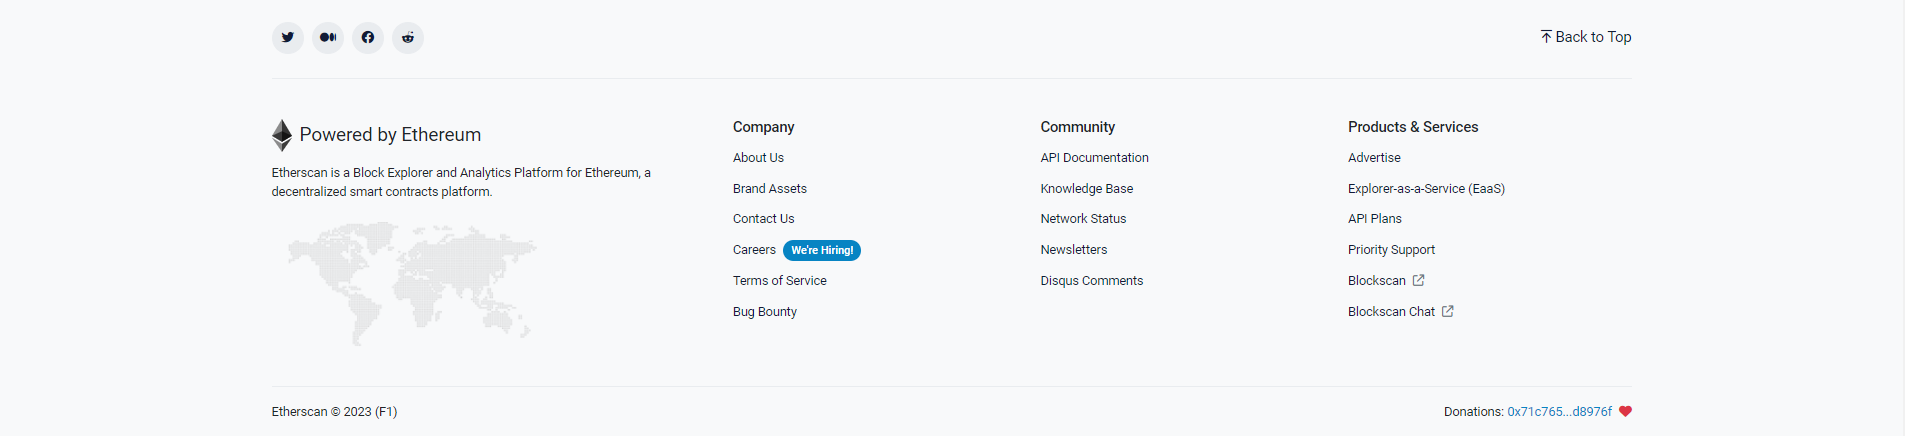 Back to Top
Powered by Ethereum
Etherscan is a Block Explorer and Analytics Platform for Ethereum, a
decentralized smart contracts platform.
Company
About Us
Brand Assets
Contact Us
Careers We're Hiring!
Terms of Service
Bug Bounty
Community
API Documentation
Knowledge Base
Network Status
Newsletters
Disqus Comments
Products & Services
Advertise
Explorer-as-a-Service (EaaS)
API Plans
Priority Support
Blockscan
Blockscan Chat
Etherscan © 2023 (F1)
Donations: 0x71c765...d8976f